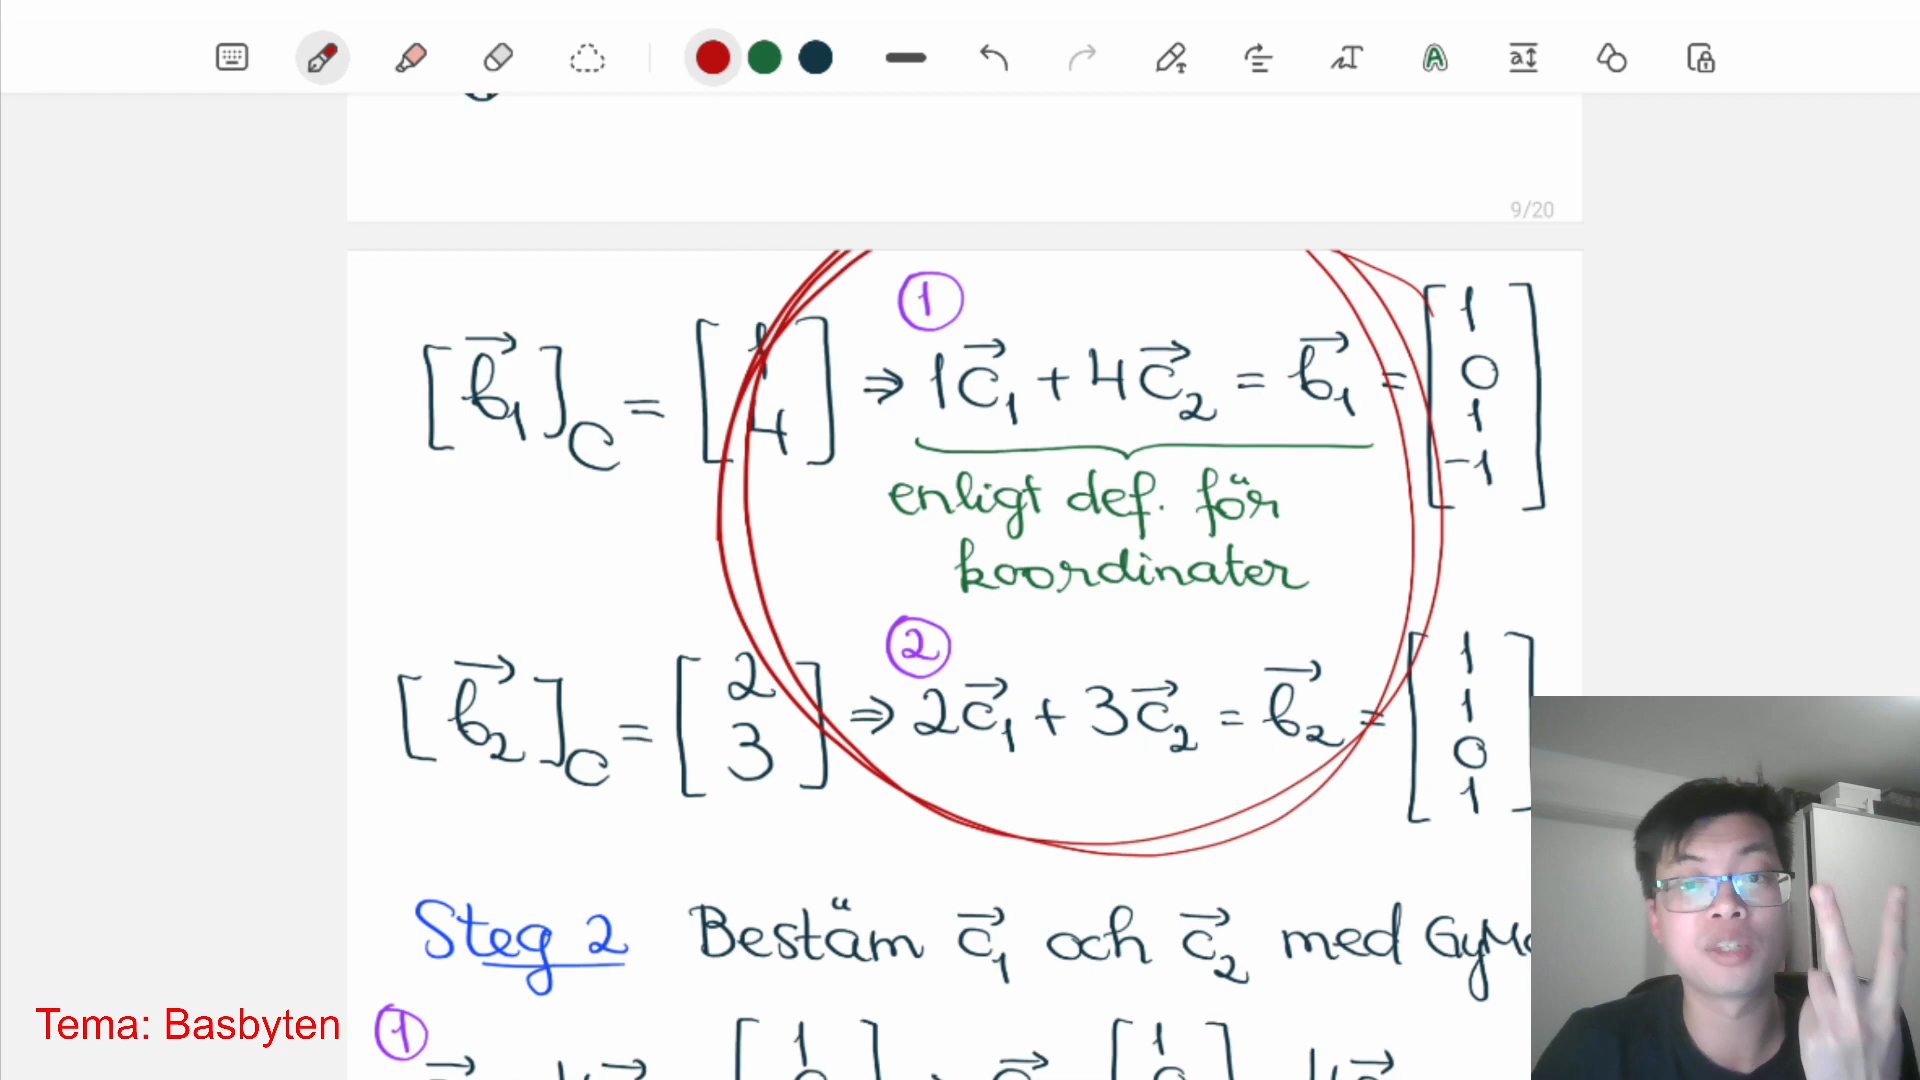 9/20
①
[b⃗₁]_C = [1 4] ⇒ 1c⃗₁ + 4c⃗₂ = b⃗₁ = [1 0 1 -1]
enligt def. för
koordinater
②
[b⃗₂]_C = [2 3] ⇒ 2c⃗₁ + 3c⃗₂ = b⃗₂ = [1 1 0 1]
Steg 2 Bestäm c⃗₁ och c⃗₂ med
①
Tema: Basbyten